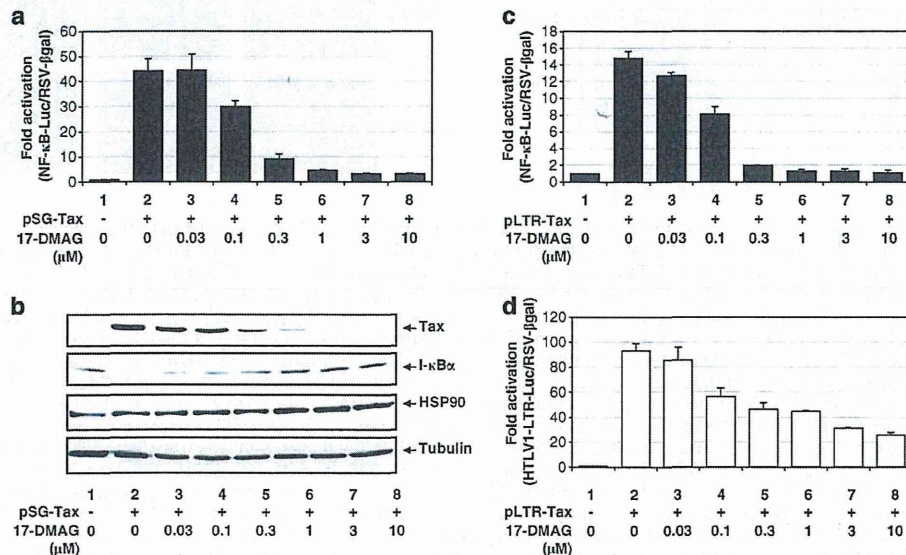 a
Fold activation
(NF-κB-Luc/RSV-βgal)
60
50
40
30
20
10
0
1 2 3 4 5 6 7 8
pSG-Tax - + + + + + + +
17-DMAG 0 0 0.03 0.1 0.3 1 3 10
(μM)
b
Tax
I-κBα
HSP90
Tubulin
1 2 3 4 5 6 7 8
pSG-Tax - + + + + + + +
17-DMAG 0 0 0.03 0.1 0.3 1 3 10
(μM)
c
Fold activation
(NF-κB-Luc/RSV-βgal)
18
16
14
12
10
8
6
4
2
0
1 2 3 4 5 6 7 8
pLTR-Tax - + + + + + + +
17-DMAG 0 0 0.03 0.1 0.3 1 3 10
(μM)
d
Fold activation
(HTLV1-LTR-Luc/RSV-βgal)
120
100
80
60
40
20
0
1 2 3 4 5 6 7 8
pLTR-Tax - + + + + + + +
17-DMAG 0 0 0.03 0.1 0.3 1 3 10
(μM)